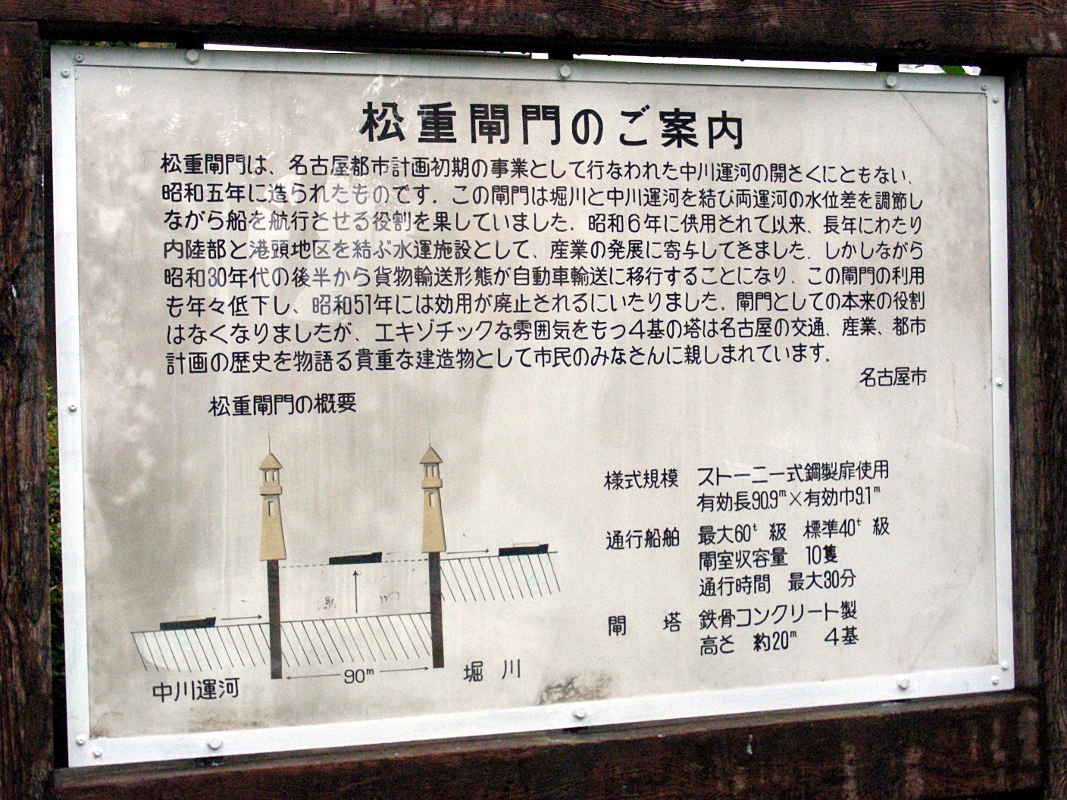 松重閘門のご案内
松重閘門は、名古屋都市計画初期の事業として行なわれた中川運河の開さくにともない、
昭和五年に造られたものです。この閘門は堀川と中川運河を結び両運河の水位差を調節し
ながら船を航行させる役割を果していました。昭和6年に供用されて以来、長年にわたり
内陸部と港頭地区を結ぶ水運施設として、産業の発展に寄与してきました。しかしながら
昭和30年代の後半から貨物輸送形態が自動車輸送に移行することになり、この閘門の利用
も年々低下し、昭和51年には効用が廃止されるにいたりました。閘門としての本来の役割
はなくなりましたが、エキゾチックな雰囲気をもつ4基の塔は名古屋の交通、産業、都市
計画の歴史を物語る貴重な建造物として市民のみなさんに親しまれています。
名古屋市
松重閘門の概要
様式規模 ストーニー式鋼製扉使用
有効長90.9m×有効巾9.1m
通行船舶 最大60t 級 標準40t 級
閘室収容量 10隻
通行時間 最大30分
閘 塔 鉄骨コンクリート製
高さ 約20m 4基
90m
中川運河
堀 川